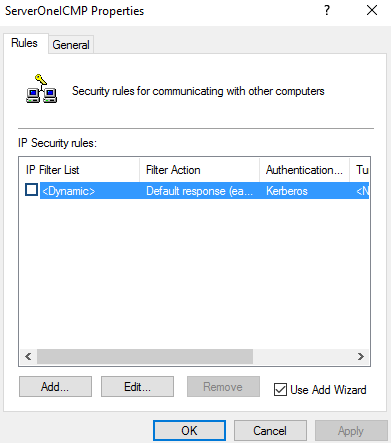 ServerOneICMP Properties
Rules General
Security rules for communicating with other computers
IP Security rules:
IP Filter List Filter Action Authentication... Tu
<Dynamic> Default response (ea... Kerberos <N
Add... Edit... Remove Use Add Wizard
OK Cancel Apply